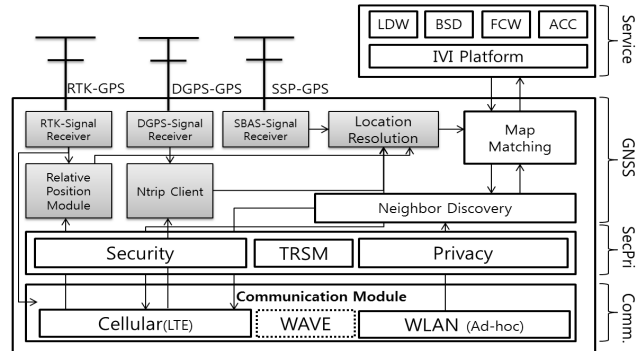 LDW BSD FCW ACC
IVI Platform
Service
RTK-GPS DGPS-GPS SSP-GPS
RTK-Signal
Receiver
DGPS-Signal
Receiver
SBAS-Signal
Receiver
Location
Resolution
Map
Matching
GNSS
Relative
Position
Module
Ntrip Client
Neighbor Discovery
Security TRSM Privacy
SecPri
Communication Module
Cellular(LTE) WAVE WLAN (Ad-hoc)
Comm.